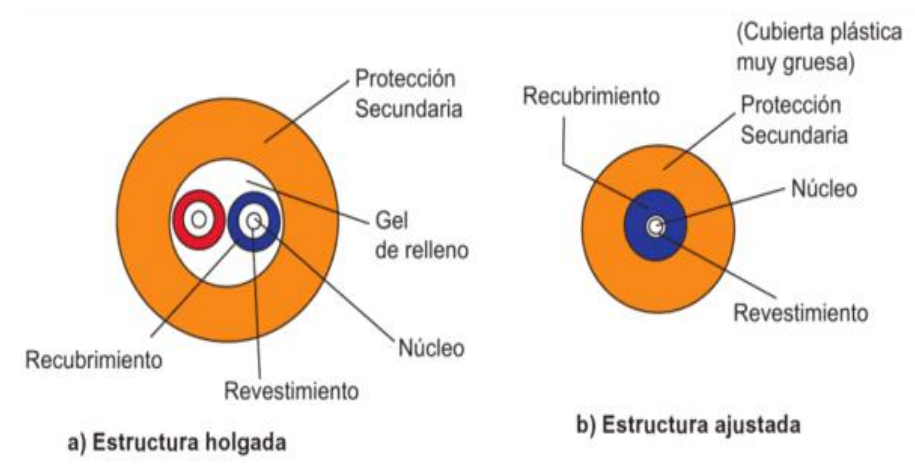 Protección
Secundaria
Gel
de relleno
Núcleo
Revestimiento
Recubrimiento
a) Estructura holgada
(Cubierta plástica
muy gruesa)
Recubrimiento
Protección
Secundaria
Núcleo
Revestimiento
b) Estructura ajustada